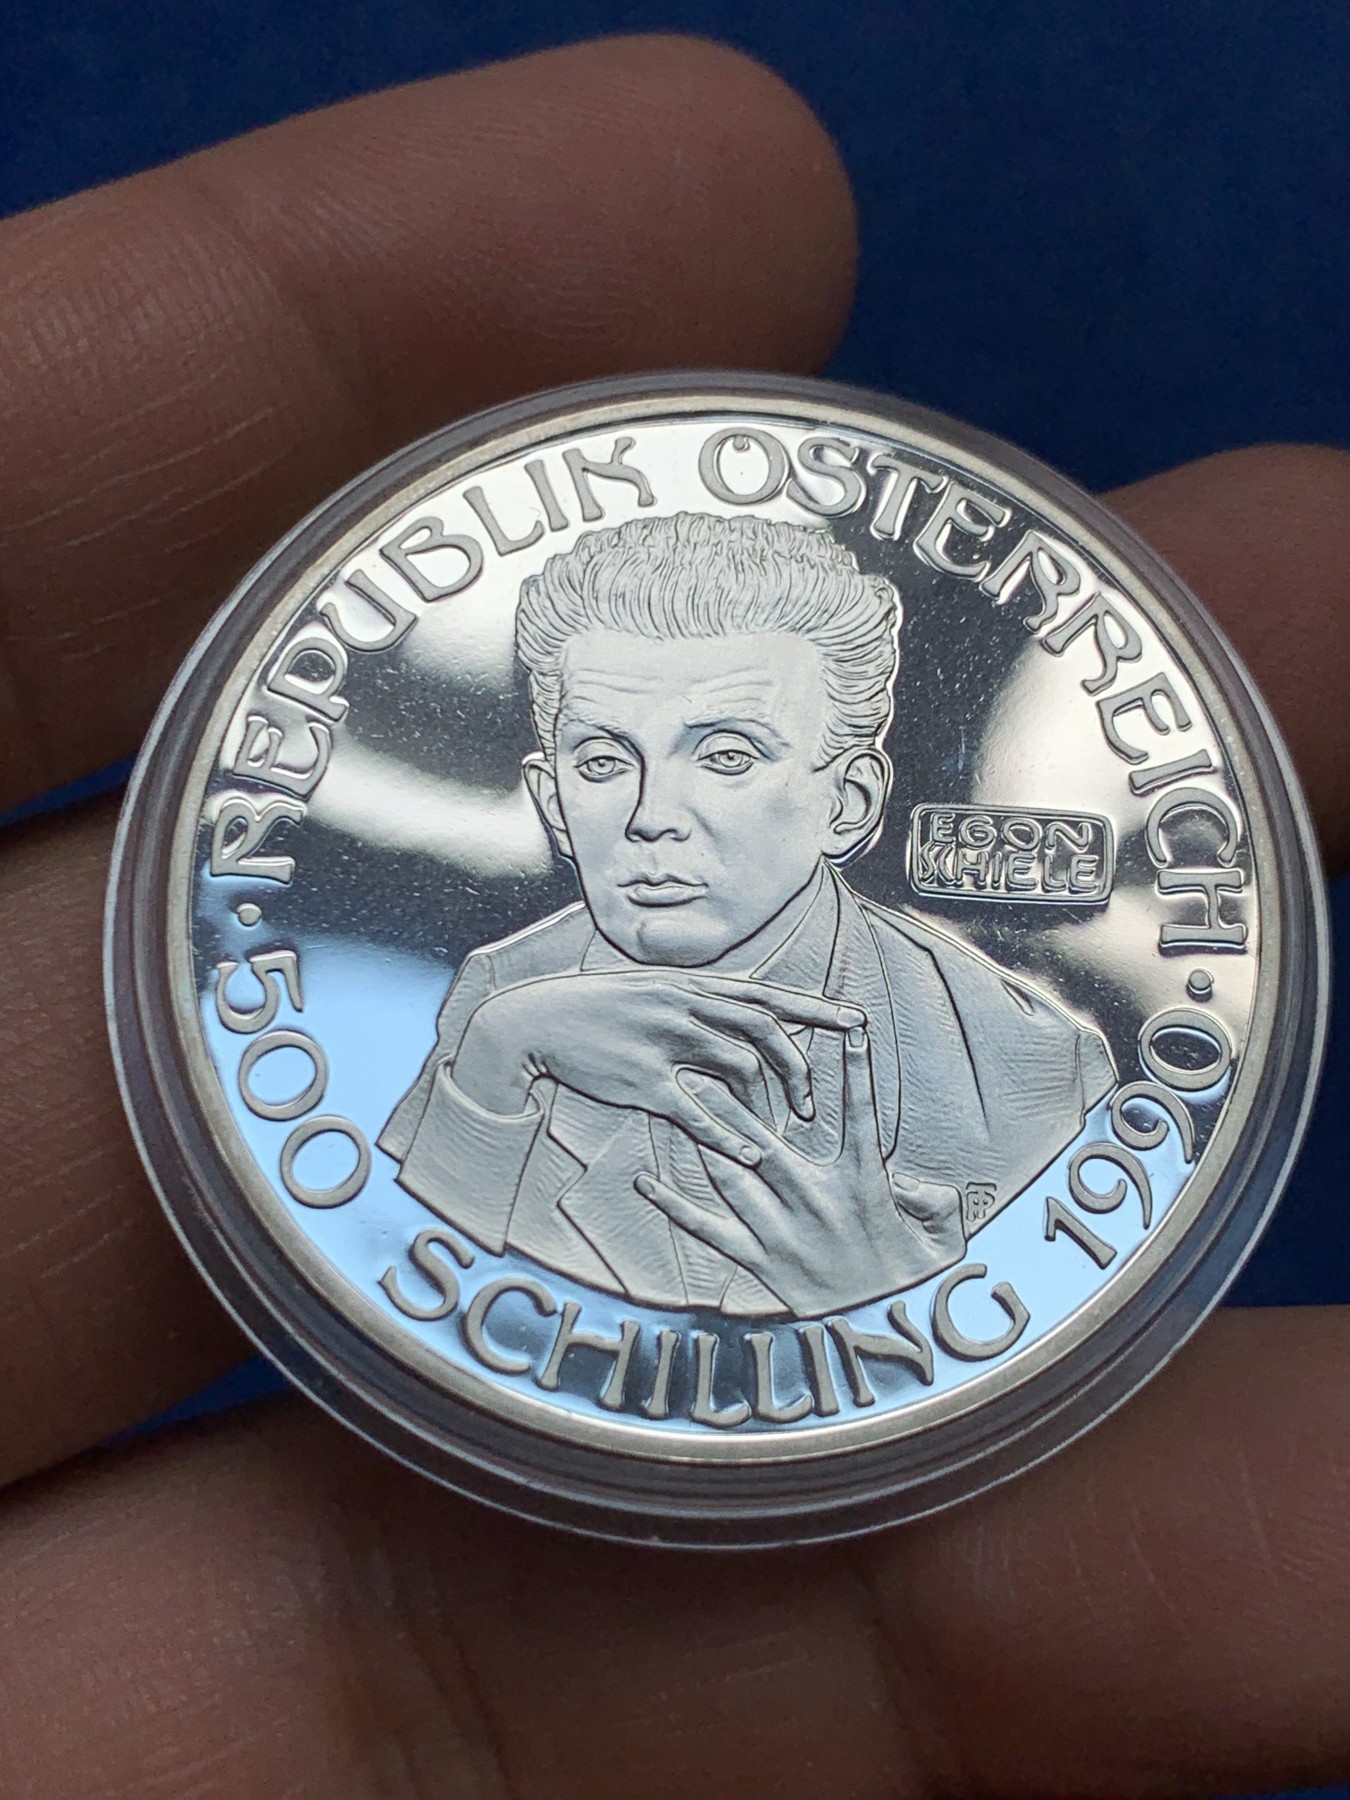 REPUBLIK ÖSTERREICH
EGON
SCHIELE
500 SCHILLING 1990